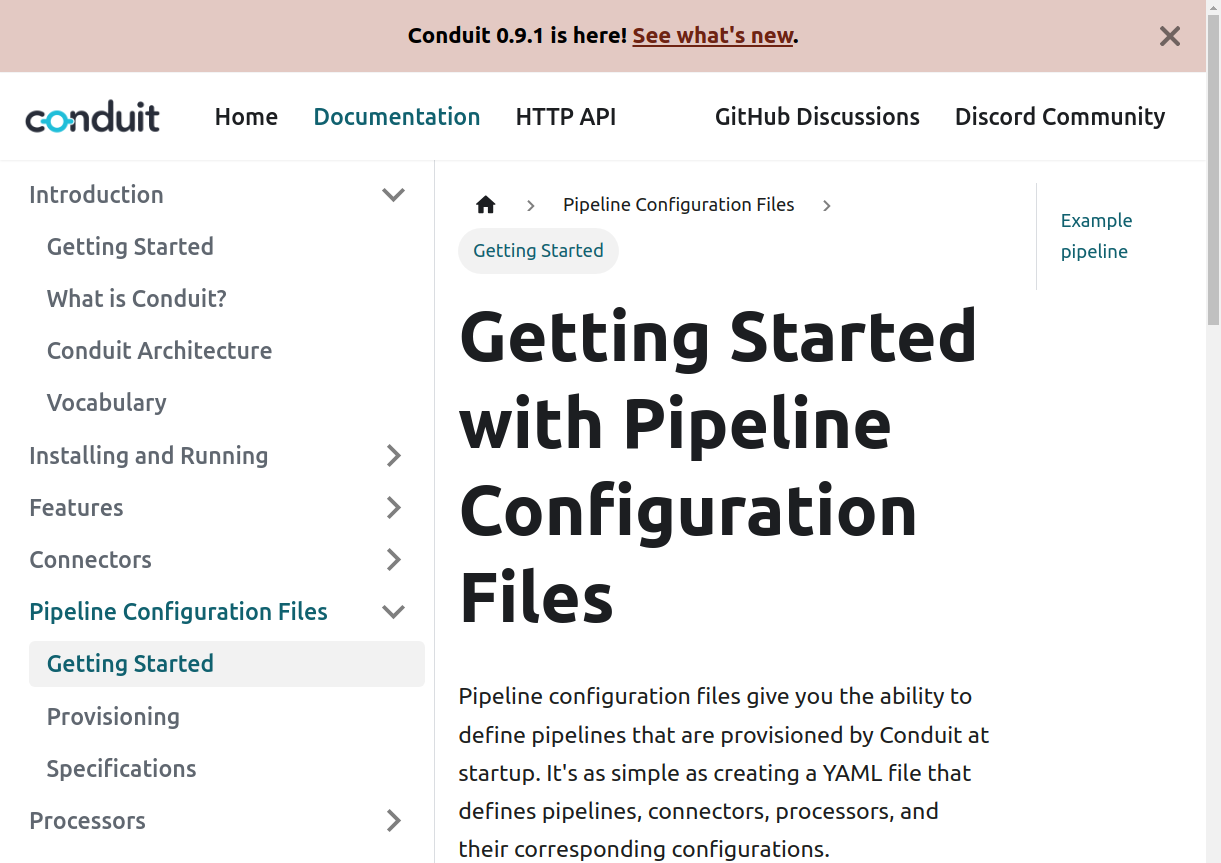 Conduit 0.9.1 is here! See what's new.
conduit
Home
Documentation
HTTP API
GitHub Discussions
Discord Community
Introduction
Getting Started
What is Conduit?
Conduit Architecture
Vocabulary
Installing and Running
Features
Connectors
Pipeline Configuration Files
Getting Started
Provisioning
Specifications
Processors
Pipeline Configuration Files
Getting Started
Getting Started
with Pipeline
Configuration
Files
Pipeline configuration files give you the ability to
define pipelines that are provisioned by Conduit at
startup. It's as simple as creating a YAML file that
defines pipelines, connectors, processors, and
their corresponding configurations.
Example
pipeline